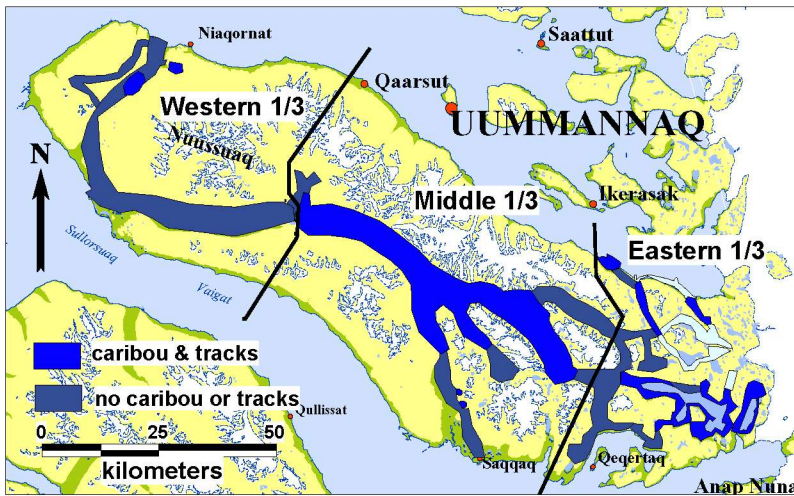 Niaqornat
Saattut
Qaarsut
Western 1/3
UUMMANNAQ
Nuussuaq
N
Ikerasak
Middle 1/3
Sullorsuaq
Eastern 1/3
Vaigat
caribou & tracks
no caribou or tracks
Qullissat
0 25 50
kilometers
Saqqaq
Qeqertaq
Anap Nuna